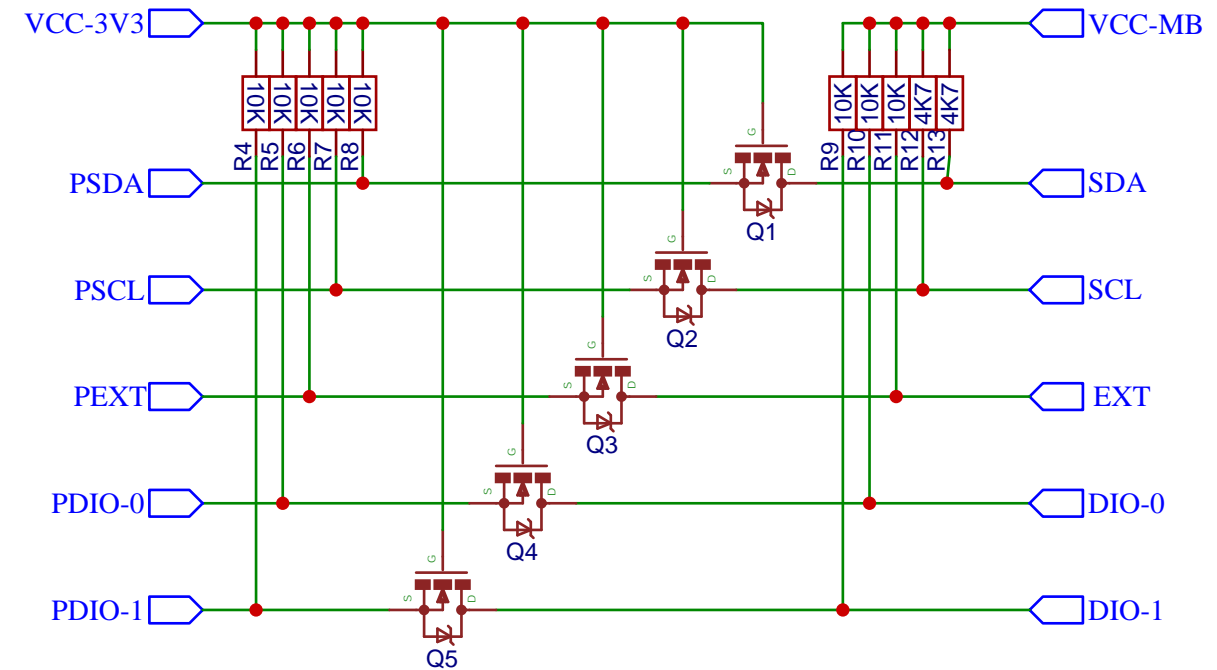 VCC-3V3
VCC-MB
10K
10K
10K
10K
10K
10K
10K
10K
4K7
4K7
R4
R5
R6
R7
R8
R9
R10
R11
R12
R13
G
S
D
Q1
PSDA
SDA
G
S
D
Q2
PSCL
SCL
G
S
D
Q3
PEXT
EXT
G
S
D
Q4
PDIO-0
DIO-0
G
S
D
Q5
PDIO-1
DIO-1